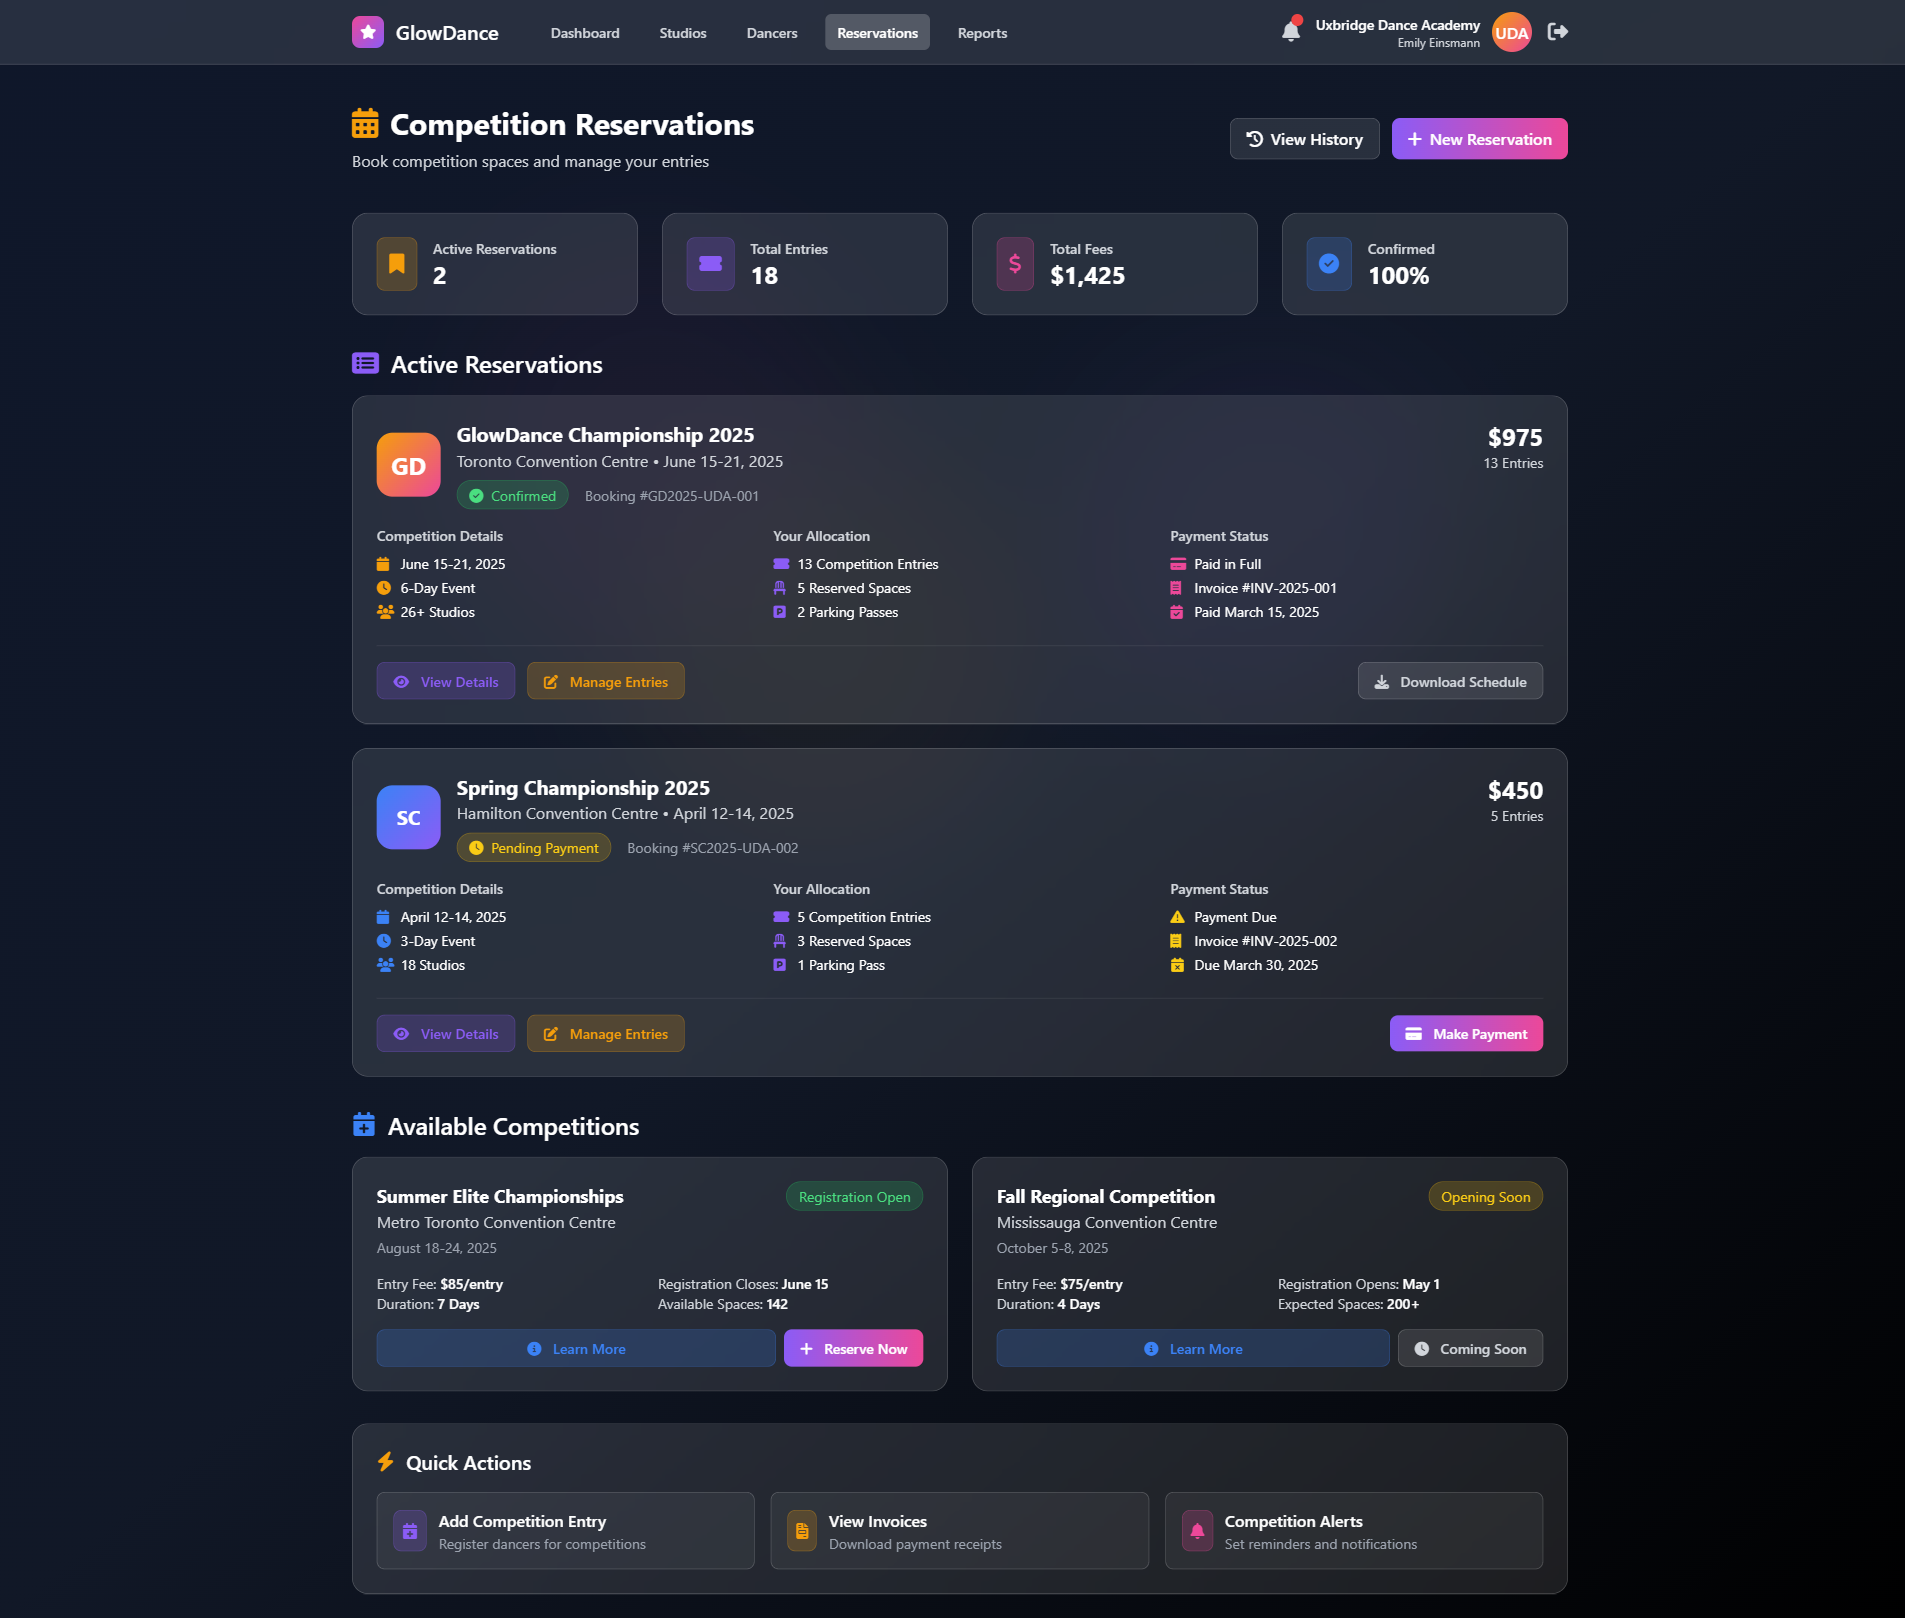 GlowDance
Dashboard
Studios
Dancers
Reservations
Reports
Uxbridge Dance Academy
Emily Einsmann
UDA
Competition Reservations
Book competition spaces and manage your entries
View History
New Reservation
Active Reservations
2
Total Entries
18
$
Total Fees
$1,425
Confirmed
100%
Active Reservations
GD
GlowDance Championship 2025
Toronto Convention Centre • June 15-21, 2025
Confirmed
Booking #GD2025-UDA-001
$975
13 Entries
Competition Details
June 15-21, 2025
6-Day Event
26+ Studios
Your Allocation
13 Competition Entries
5 Reserved Spaces
P 2 Parking Passes
Payment Status
Paid in Full
Invoice #INV-2025-001
Paid March 15, 2025
View Details
Manage Entries
Download Schedule
SC
Spring Championship 2025
Hamilton Convention Centre • April 12-14, 2025
Pending Payment
Booking #SC2025-UDA-002
$450
5 Entries
Competition Details
April 12-14, 2025
3-Day Event
18 Studios
Your Allocation
5 Competition Entries
3 Reserved Spaces
P 1 Parking Pass
Payment Status
Payment Due
Invoice #INV-2025-002
Due March 30, 2025
View Details
Manage Entries
Make Payment
Available Competitions
Summer Elite Championships
Registration Open
Metro Toronto Convention Centre
August 18-24, 2025
Entry Fee: $85/entry
Registration Closes: June 15
Duration: 7 Days
Available Spaces: 142
Learn More
Reserve Now
Fall Regional Competition
Opening Soon
Mississauga Convention Centre
October 5-8, 2025
Entry Fee: $75/entry
Registration Opens: May 1
Duration: 4 Days
Expected Spaces: 200+
Learn More
Coming Soon
Quick Actions
Add Competition Entry
Register dancers for competitions
View Invoices
Download payment receipts
Competition Alerts
Set reminders and notifications